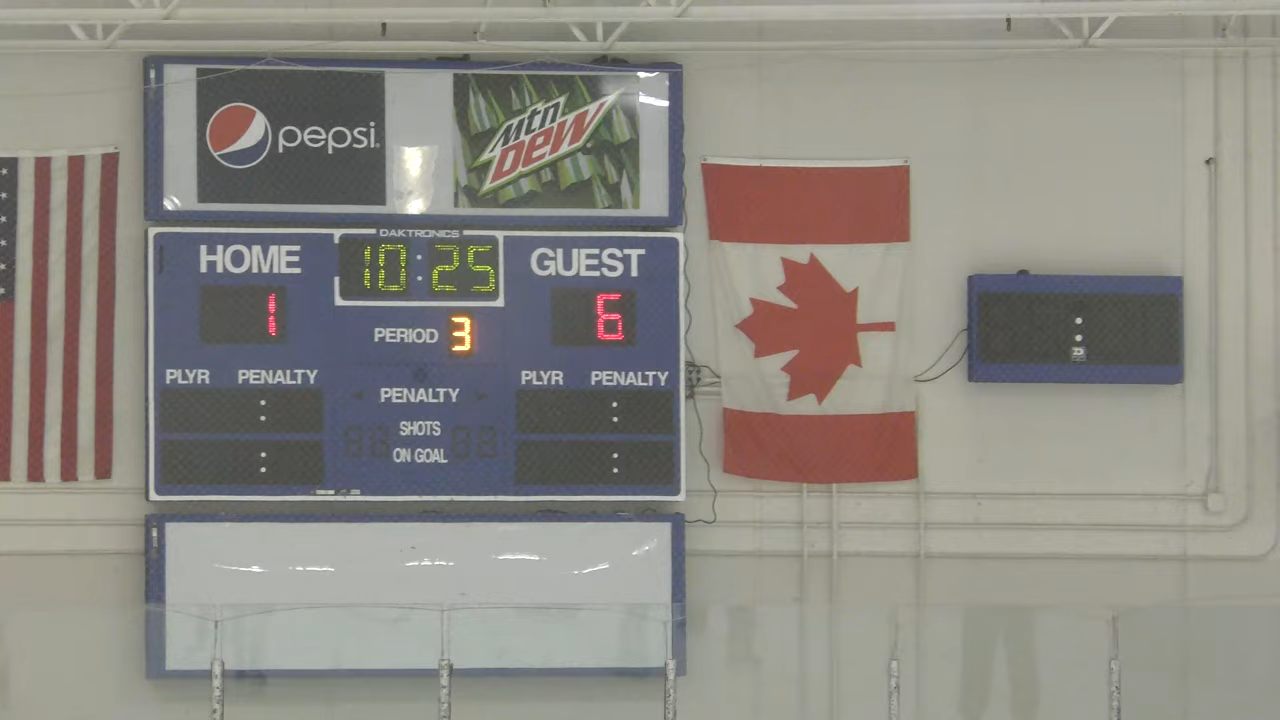 pepsi
Mtn
DEW
DAKTRONICS
HOME 10:25 GUEST
1 6
PERIOD 3
PLYR PENALTY PLYR PENALTY
PENALTY
: :
SHOTS
ON GOAL
: :
: